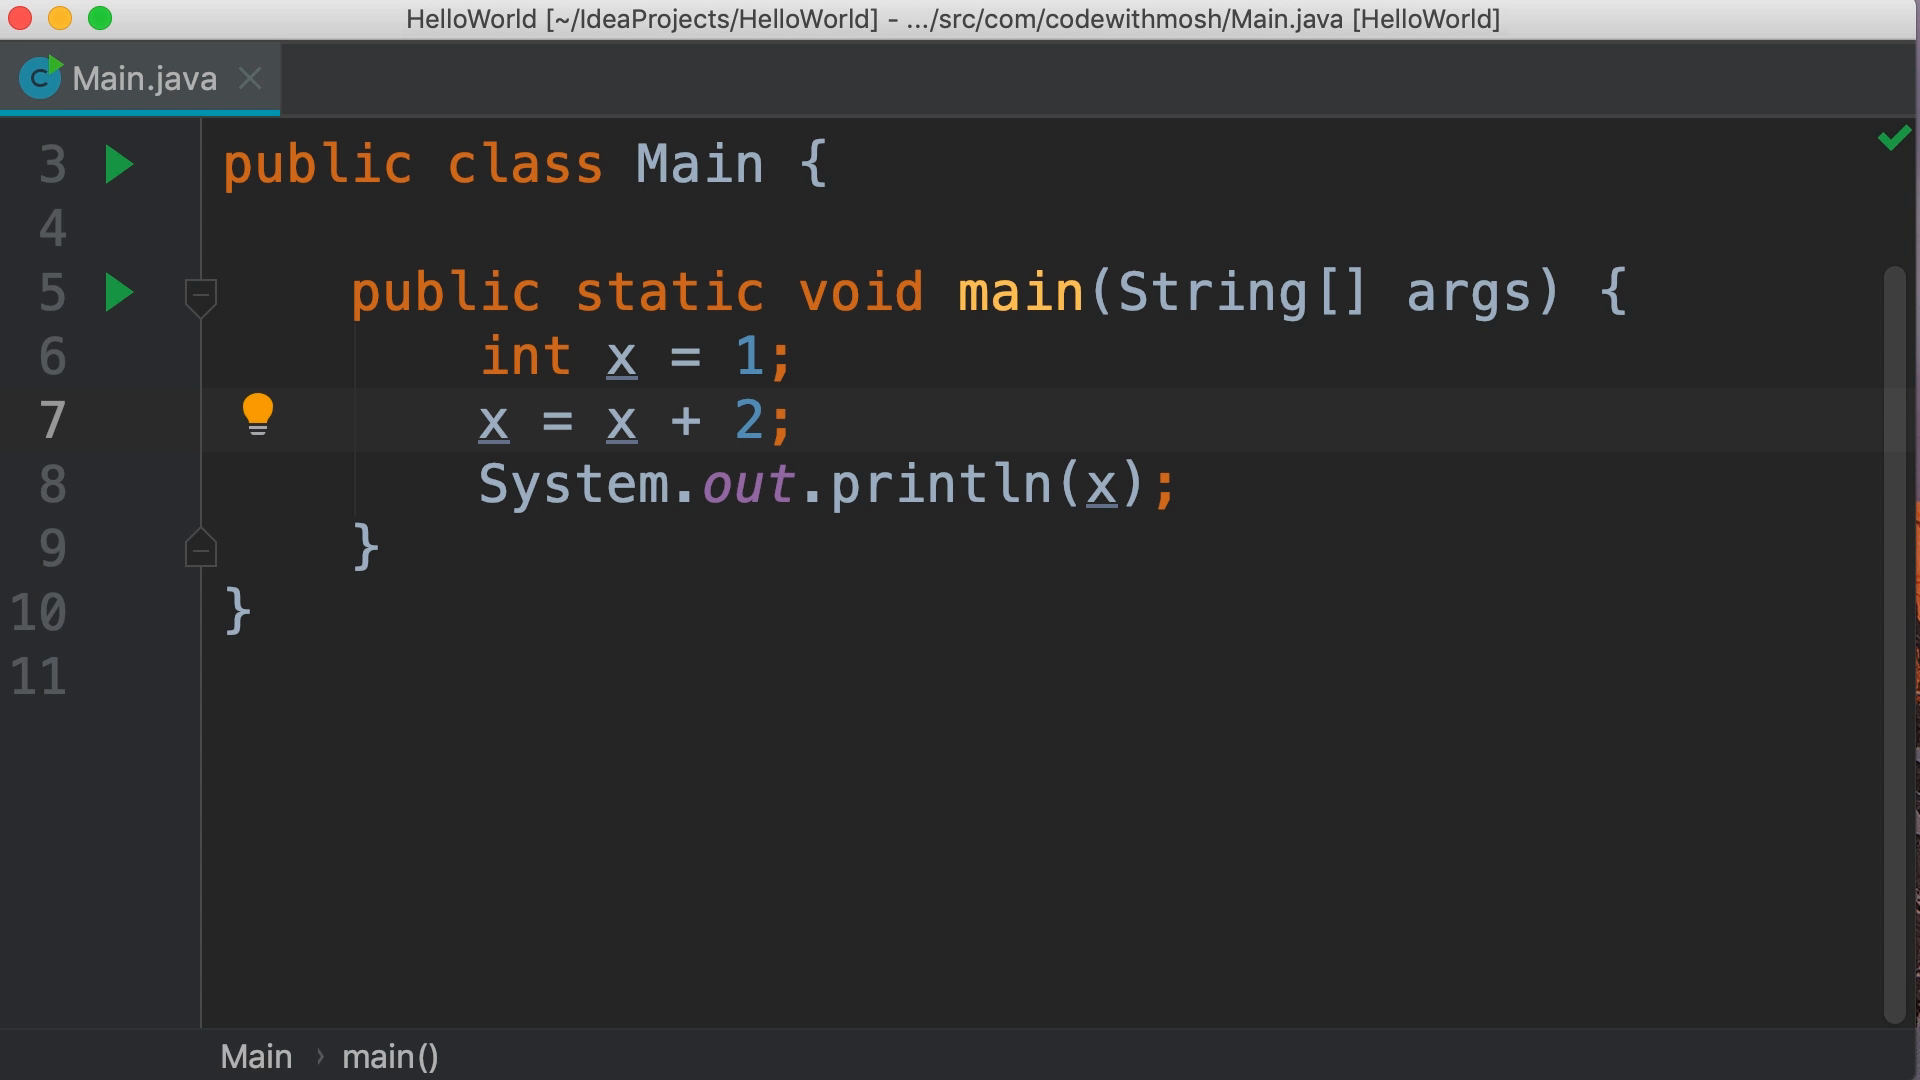 HelloWorld [~/IdeaProjects/HelloWorld] - .../src/com/codewithmosh/Main.java [HelloWorld]
C Main.java
3 public class Main {
4
5 public static void main(String[] args) {
6 int x = 1;
7 x = x + 2;
8 System.out.println(x);
9 }
10 }
11
Main › main()